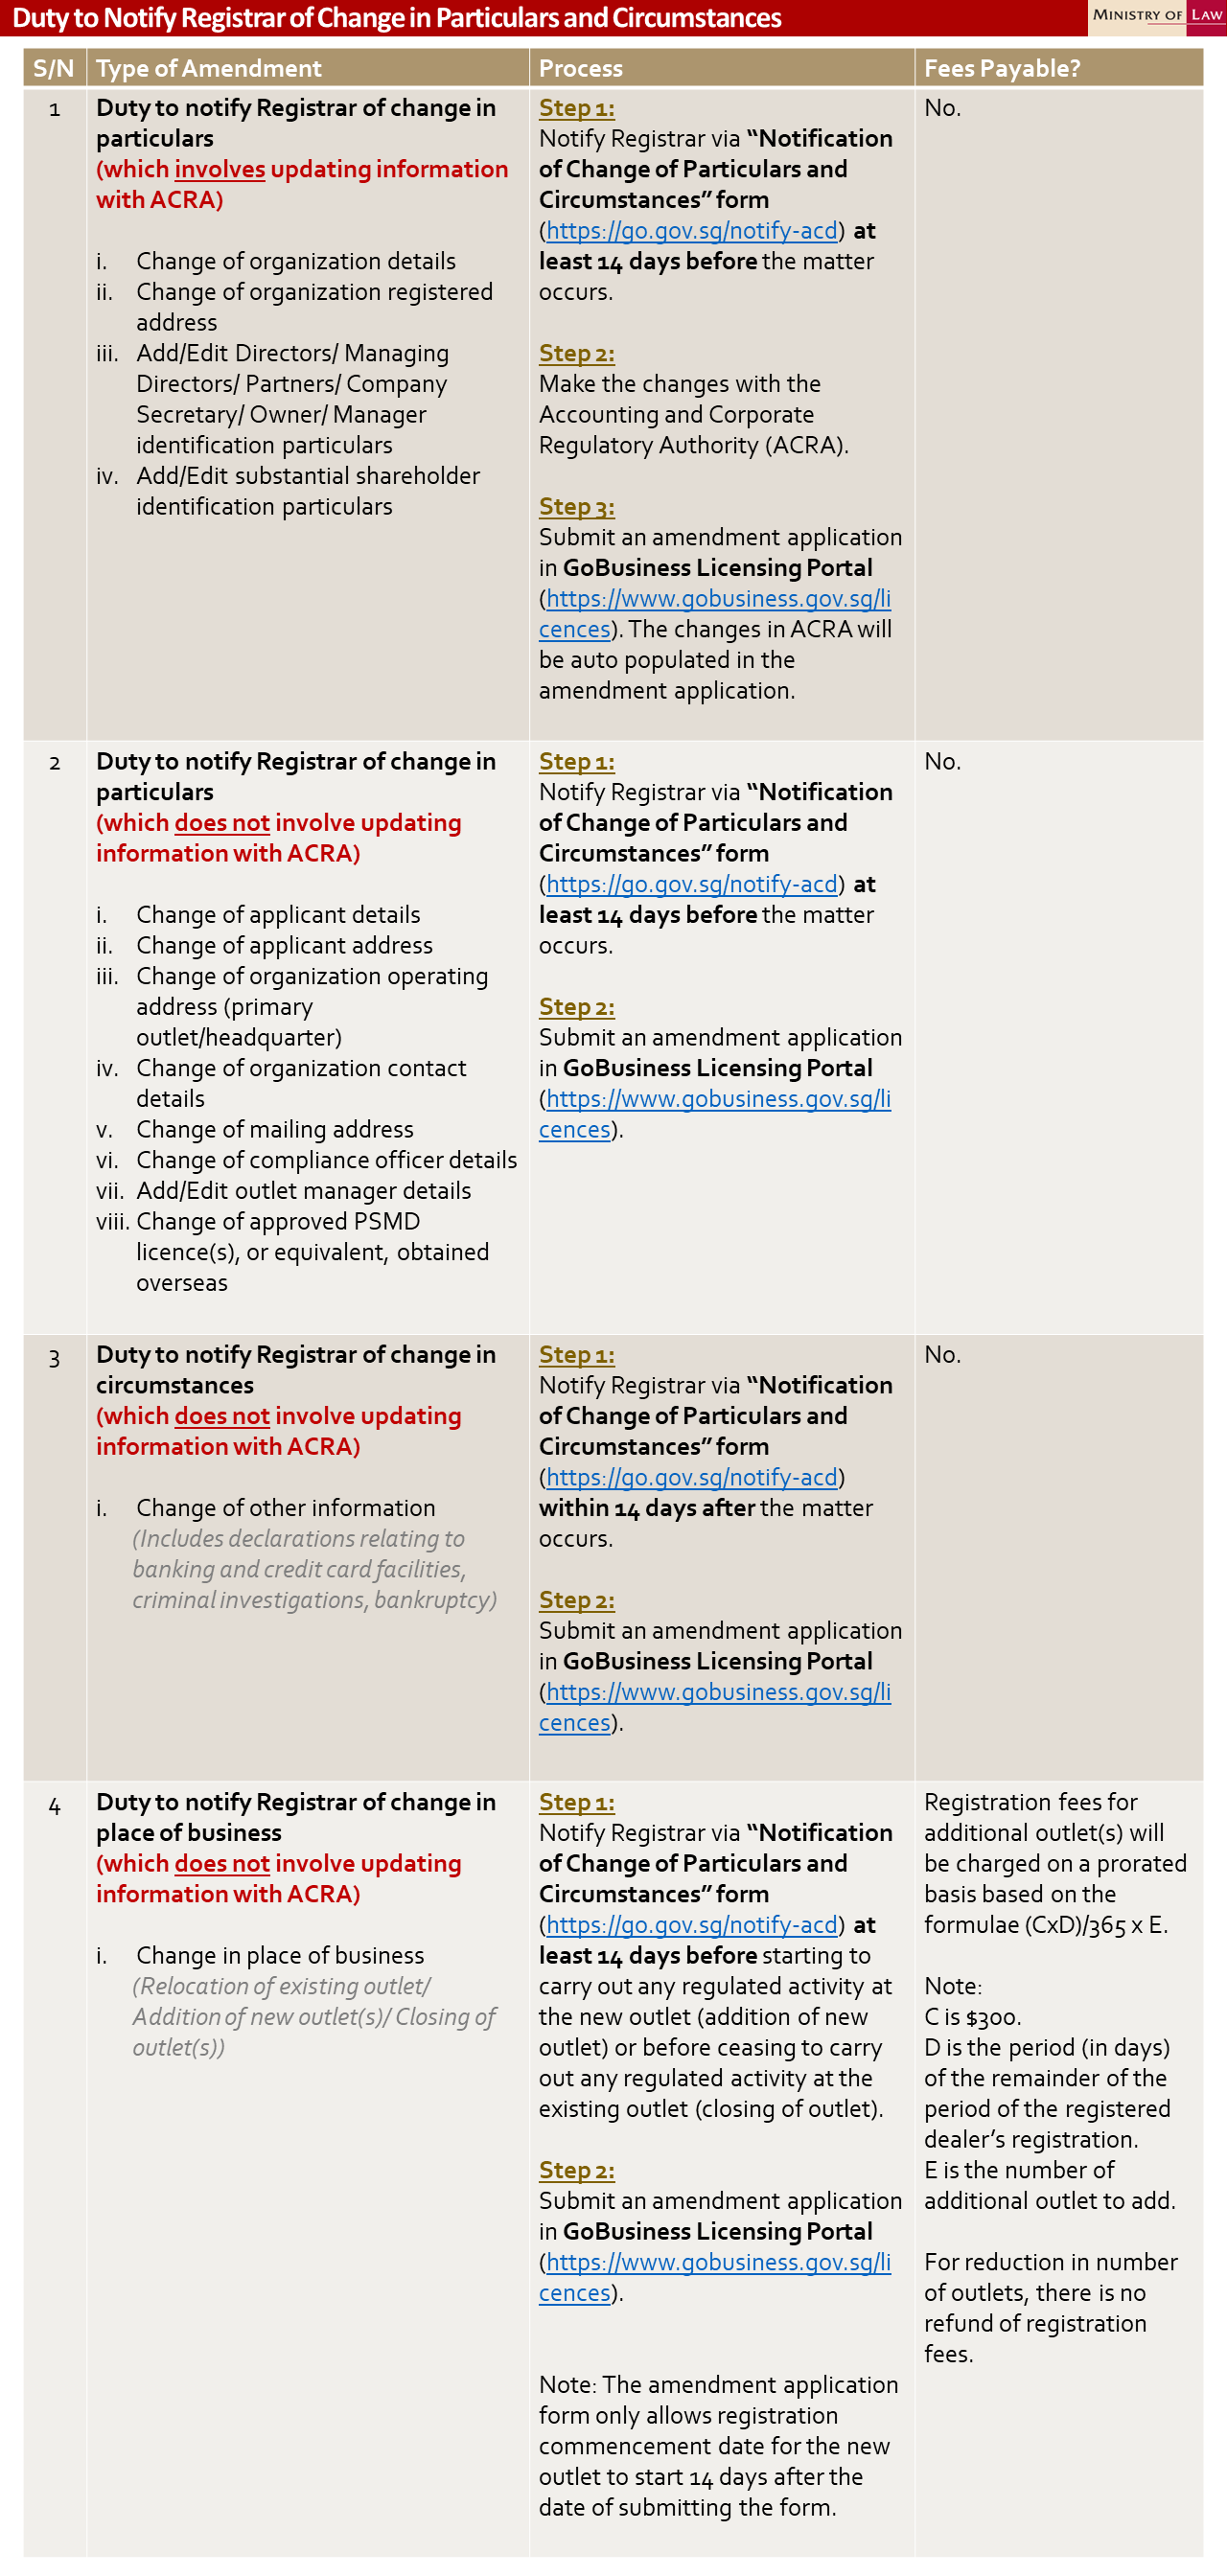 Duty to Notify Registrar of Change in Particulars and Circumstances
MINISTRY OF LAW
S/N
Type of Amendment
Process
Fees Payable?
1
Duty to notify Registrar of change in
particulars
(which involves updating information
with ACRA)
i. Change of organization details
ii. Change of organization registered
address
iii. Add/Edit Directors/ Managing
Directors/ Partners/ Company
Secretary/ Owner/ Manager
identification particulars
iv. Add/Edit substantial shareholder
identification particulars
Step 1:
Notify Registrar via “Notification
of Change of Particulars and
Circumstances” form
(https://go.gov.sg/notify-acd) at
least 14 days before the matter
occurs.
Step 2:
Make the changes with the
Accounting and Corporate
Regulatory Authority (ACRA).
Step 3:
Submit an amendment application
in GoBusiness Licensing Portal
(https://www.gobusiness.gov.sg/li
cences). The changes in ACRA will
be auto populated in the
amendment application.
No.
2
Duty to notify Registrar of change in
particulars
(which does not involve updating
information with ACRA)
i. Change of applicant details
ii. Change of applicant address
iii. Change of organization operating
address (primary
outlet/headquarter)
iv. Change of organization contact
details
v. Change of mailing address
vi. Change of compliance officer details
vii. Add/Edit outlet manager details
viii. Change of approved PSMD
licence(s), or equivalent, obtained
overseas
Step 1:
Notify Registrar via “Notification
of Change of Particulars and
Circumstances” form
(https://go.gov.sg/notify-acd) at
least 14 days before the matter
occurs.
Step 2:
Submit an amendment application
in GoBusiness Licensing Portal
(https://www.gobusiness.gov.sg/li
cences).
No.
3
Duty to notify Registrar of change in
circumstances
(which does not involve updating
information with ACRA)
i. Change of other information
(Includes declarations relating to
banking and credit card facilities,
criminal investigations, bankruptcy)
Step 1:
Notify Registrar via “Notification
of Change of Particulars and
Circumstances” form
(https://go.gov.sg/notify-acd)
within 14 days after the matter
occurs.
Step 2:
Submit an amendment application
in GoBusiness Licensing Portal
(https://www.gobusiness.gov.sg/li
cences).
No.
4
Duty to notify Registrar of change in
place of business
(which does not involve updating
information with ACRA)
i. Change in place of business
(Relocation of existing outlet/
Addition of new outlet(s)/ Closing of
outlet(s))
Step 1:
Notify Registrar via “Notification
of Change of Particulars and
Circumstances” form
(https://go.gov.sg/notify-acd) at
least 14 days before starting to
carry out any regulated activity at
the new outlet (addition of new
outlet) or before ceasing to carry
out any regulated activity at the
existing outlet (closing of outlet).
Step 2:
Submit an amendment application
in GoBusiness Licensing Portal
(https://www.gobusiness.gov.sg/li
cences).
Note: The amendment application
form only allows registration
commencement date for the new
outlet to start 14 days after the
date of submitting the form.
Registration fees for
additional outlet(s) will
be charged on a prorated
basis based on the
formulae (CxD)/365 x E.
Note:
C is $300.
D is the period (in days)
of the remainder of the
period of the registered
dealer’s registration.
E is the number of
additional outlet to add.
For reduction in number
of outlets, there is no
refund of registration
fees.